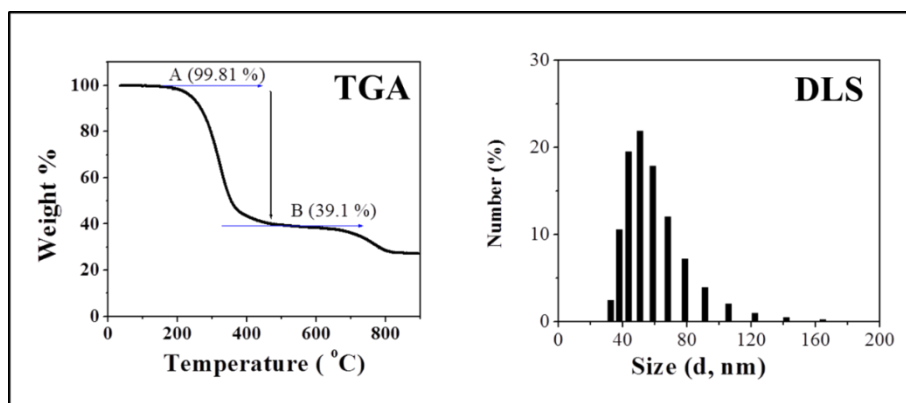 TGA
A (99.81 %)
B (39.1 %)
Weight %
100
80
60
40
20
0
0 200 400 600 800
Temperature ( °C)
DLS
Number (%)
30
20
10
0
0 40 80 120 160 200
Size (d, nm)